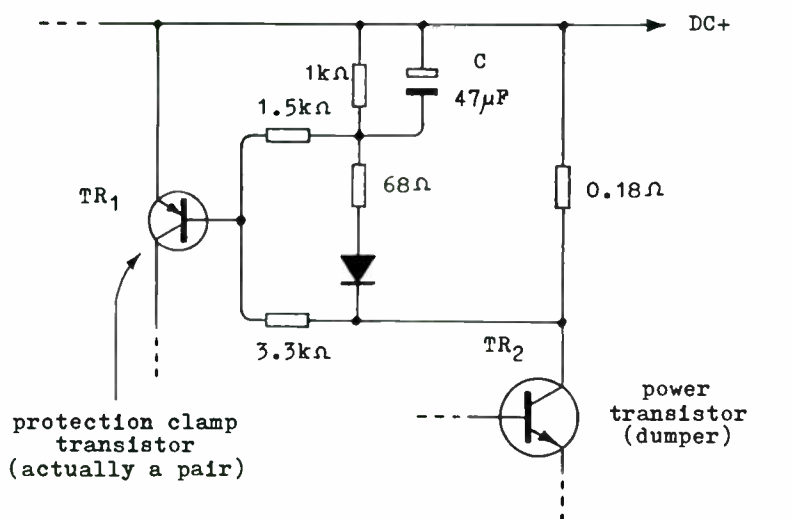 DC+
1kΩ
C
47µF
1.5kΩ
68Ω
0.18Ω
TR1
3.3kΩ
TR2
power
transistor
(dumper)
protection clamp
transistor
(actually a pair)